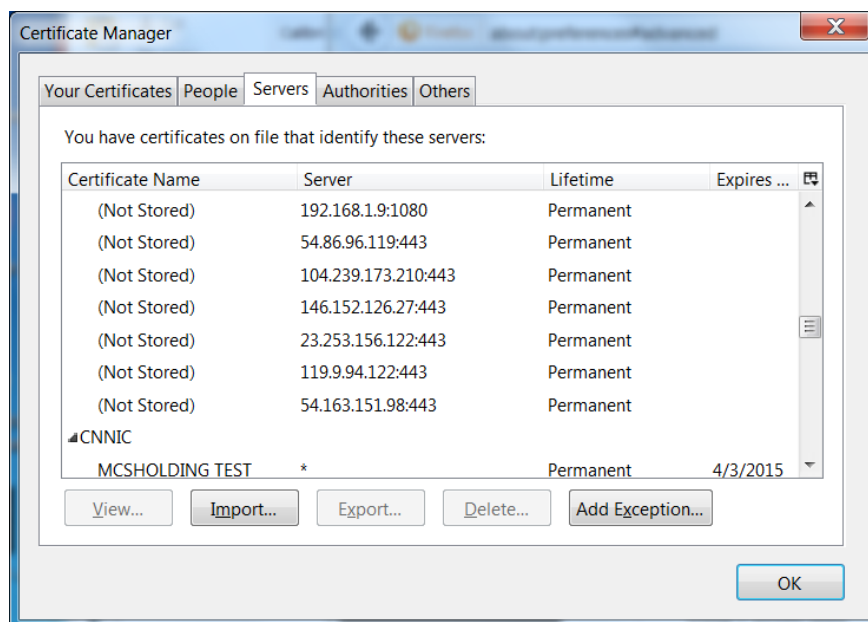 Certificate Manager
about:preferences#advanced
Your Certificates People Servers Authorities Others
You have certificates on file that identify these servers:
Certificate Name Server Lifetime Expires ...
(Not Stored) 192.168.1.9:1080 Permanent
(Not Stored) 54.86.96.119:443 Permanent
(Not Stored) 104.239.173.210:443 Permanent
(Not Stored) 146.152.126.27:443 Permanent
(Not Stored) 23.253.156.122:443 Permanent
(Not Stored) 119.9.94.122:443 Permanent
(Not Stored) 54.163.151.98:443 Permanent
CNNIC
MCSHOLDING TEST * Permanent 4/3/2015
View... Import... Export... Delete... Add Exception...
OK